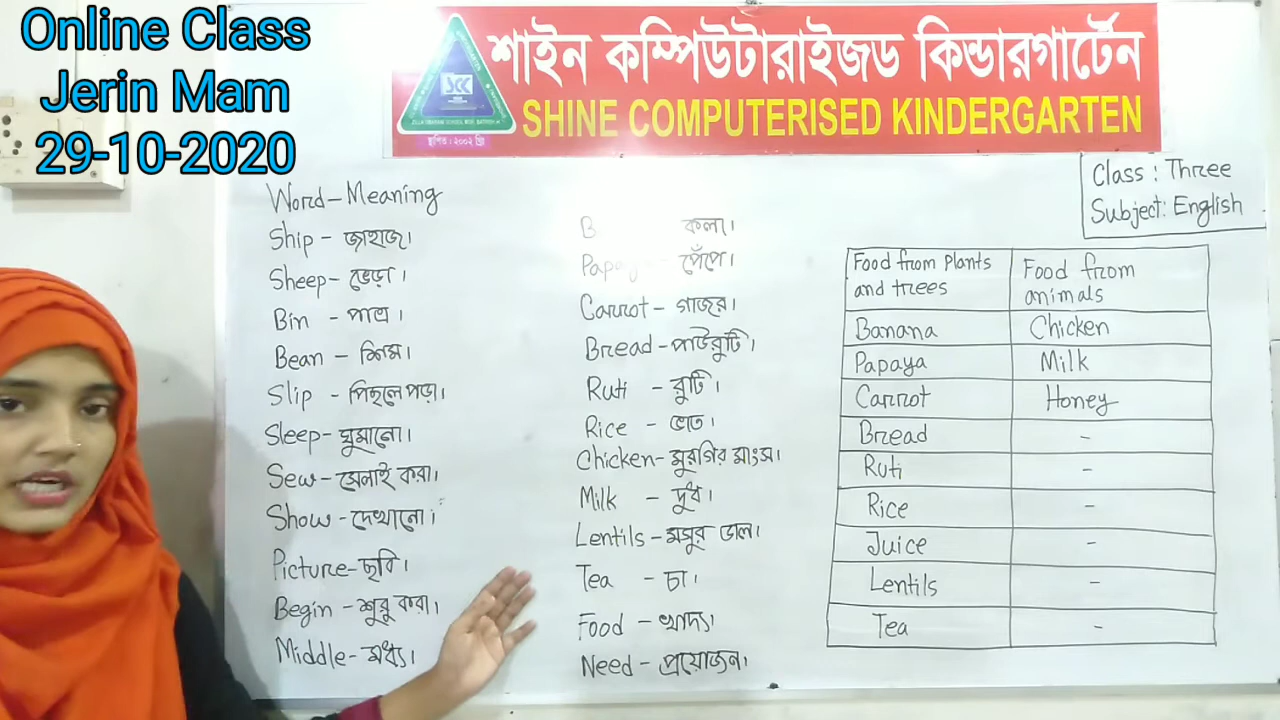 Online Class
Jerin Mam
29-10-2020
শাইন কম্পিউটারাইজড কিন্ডারগার্টেন
SHINE COMPUTERISED KINDERGARTEN
স্থাপিত : ২০০২ খ্রি
Class : Three
Subject: English
Word-Meaning
Ship - জাহাজ।
Sheep- ভেড়া।
Bin - পাত্র।
Bean - শিম।
Slip - পিছলে পড়া।
Sleep- ঘুমানো।
Sew- সেলাই করা।
Show - দেখানো।
Picture- ছবি।
Begin - শুরু করা।
Middle- মধ্য।
B কলা।
Papaya - পেঁপে।
Carrot - গাজর।
Bread - পাউরুটি।
Ruti - রুটি।
Rice - ভাত।
Chicken- মুরগির মাংস।
Milk - দুধ।
Lentils - মসুর ডাল।
Tea - চা।
Food - খাদ্য।
Need - প্রয়োজন।
Food from plants and trees Food from animals
Banana Chicken
Papaya Milk
Carrot Honey
Bread -
Ruti -
Rice -
Juice -
Lentils -
Tea -